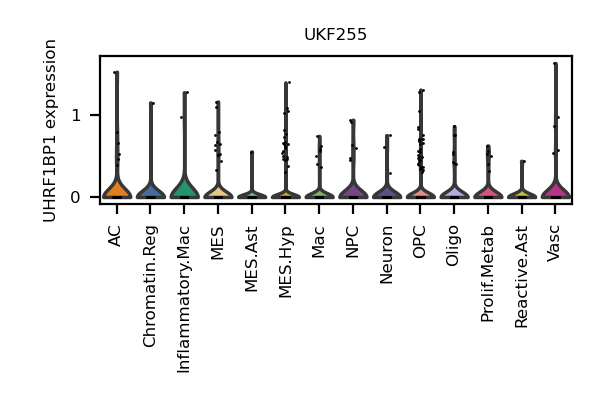 UKF255
UHRF1BP1 expression
1
0
AC
Chromatin.Reg
Inflammatory.Mac
MES
MES.Ast
MES.Hyp
Mac
NPC
Neuron
OPC
Oligo
Prolif.Metab
Reactive.Ast
Vasc